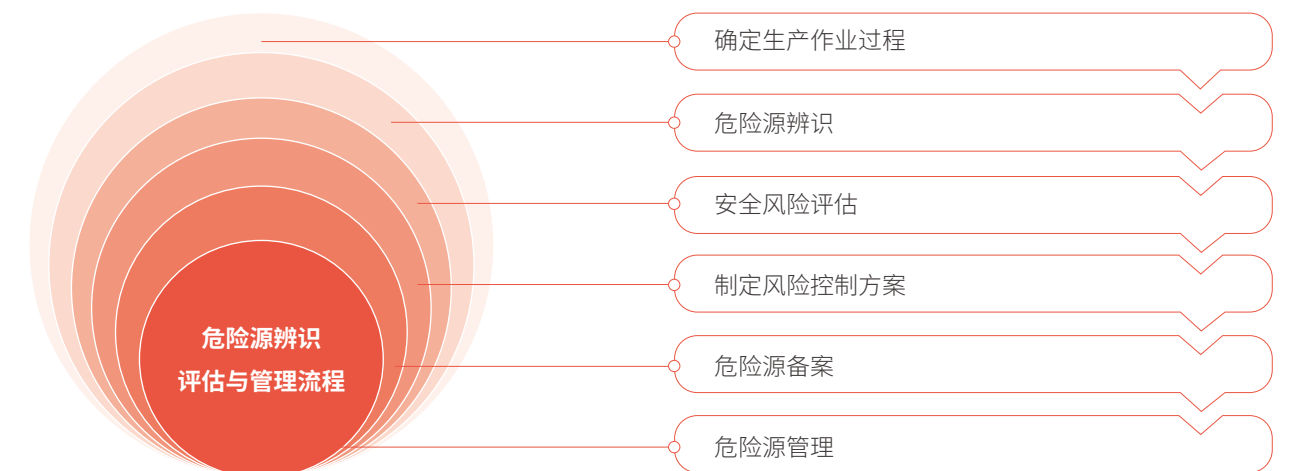 确定生产作业过程
危险源辨识
安全风险评估
制定风险控制方案
危险源备案
危险源管理
危险源辨识
评估与管理流程